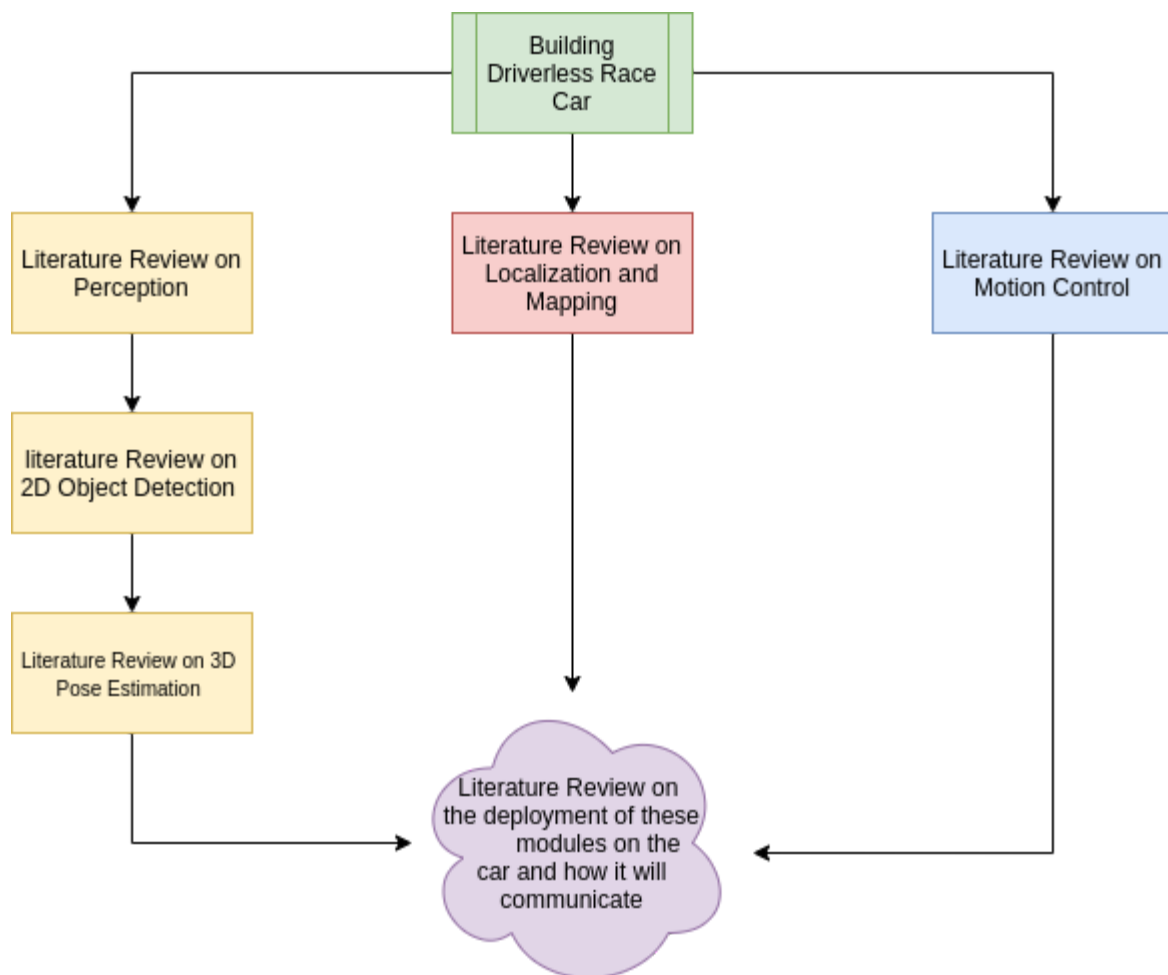 Building
Driverless Race
Car
Literature Review on
Perception
Literature Review on
Localization and
Mapping
Literature Review on
Motion Control
literature Review on
2D Object Detection
Literature Review on 3D
Pose Estimation
Literature Review on
the deployment of these
modules on the
car and how it will
communicate